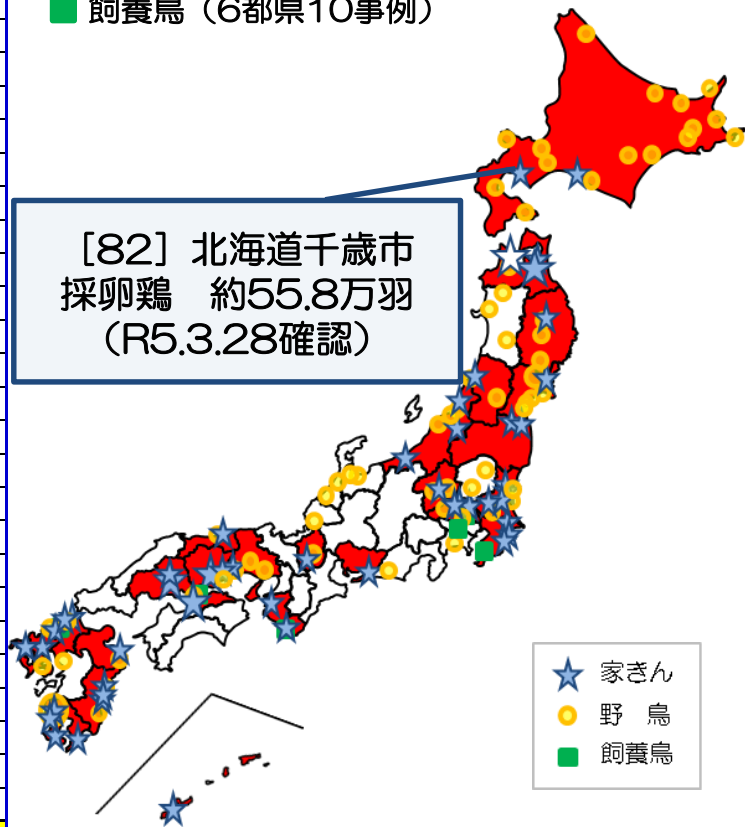 飼養鳥（6都県10事例）
［82］北海道千歳市
採卵鶏　約55.8万羽
（R5.3.28確認）
家きん
野　鳥
飼養鳥